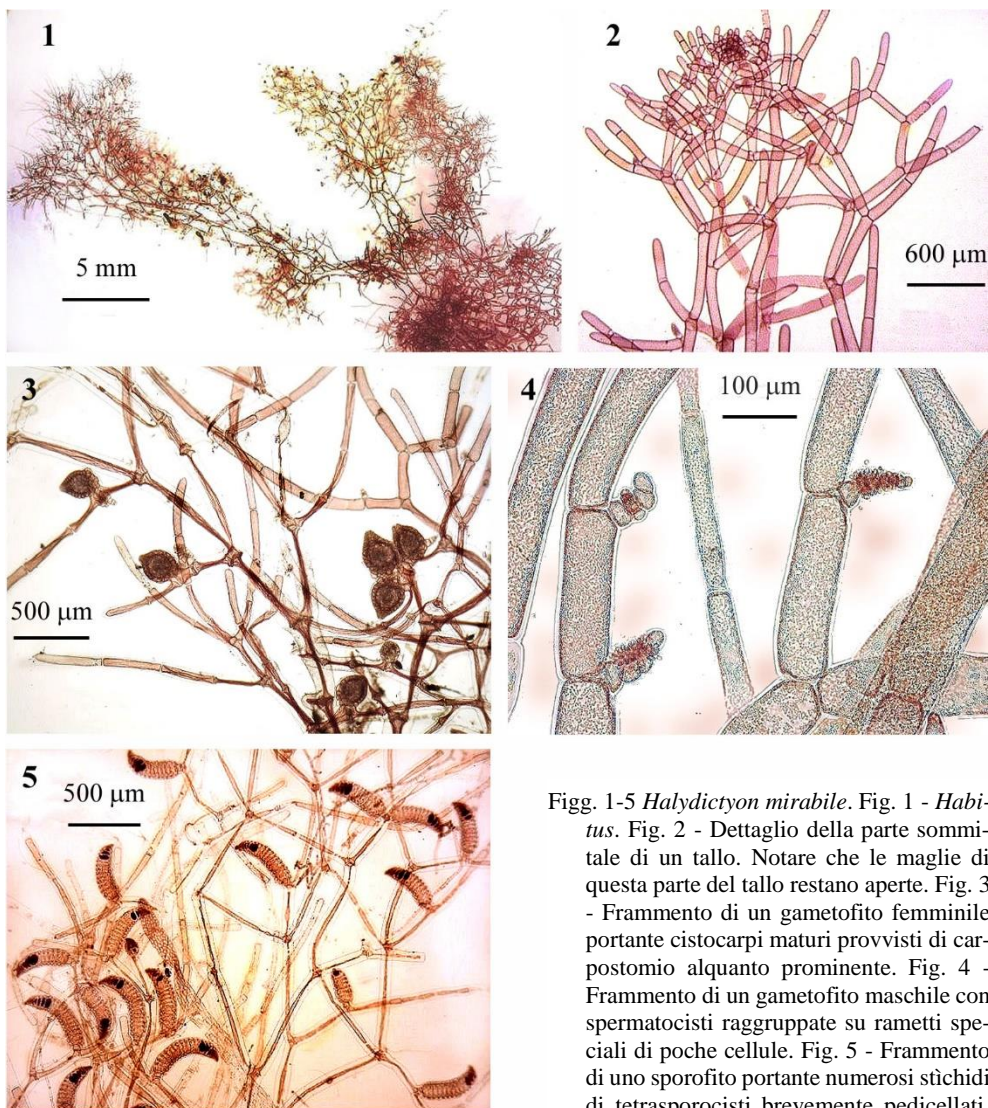 1
5 mm
2
600 µm
3
500 µm
4
100 µm
5
500 µm
Figg. 1-5 Halydictyon mirabile. Fig. 1 - Habi-
tus. Fig. 2 - Dettaglio della parte sommi-
tale di un tallo. Notare che le maglie di
questa parte del tallo restano aperte. Fig. 3
- Frammento di un gametofito femminile
portante cistocarpi maturi provvisti di car-
postomio alquanto prominente. Fig. 4 -
Frammento di un gametofito maschile con
spermatocisti raggruppate su rametti spe-
ciali di poche cellule. Fig. 5 - Frammento
di uno sporofito portante numerosi stìchidi
di tetrasporocisti brevemente pedicellati.